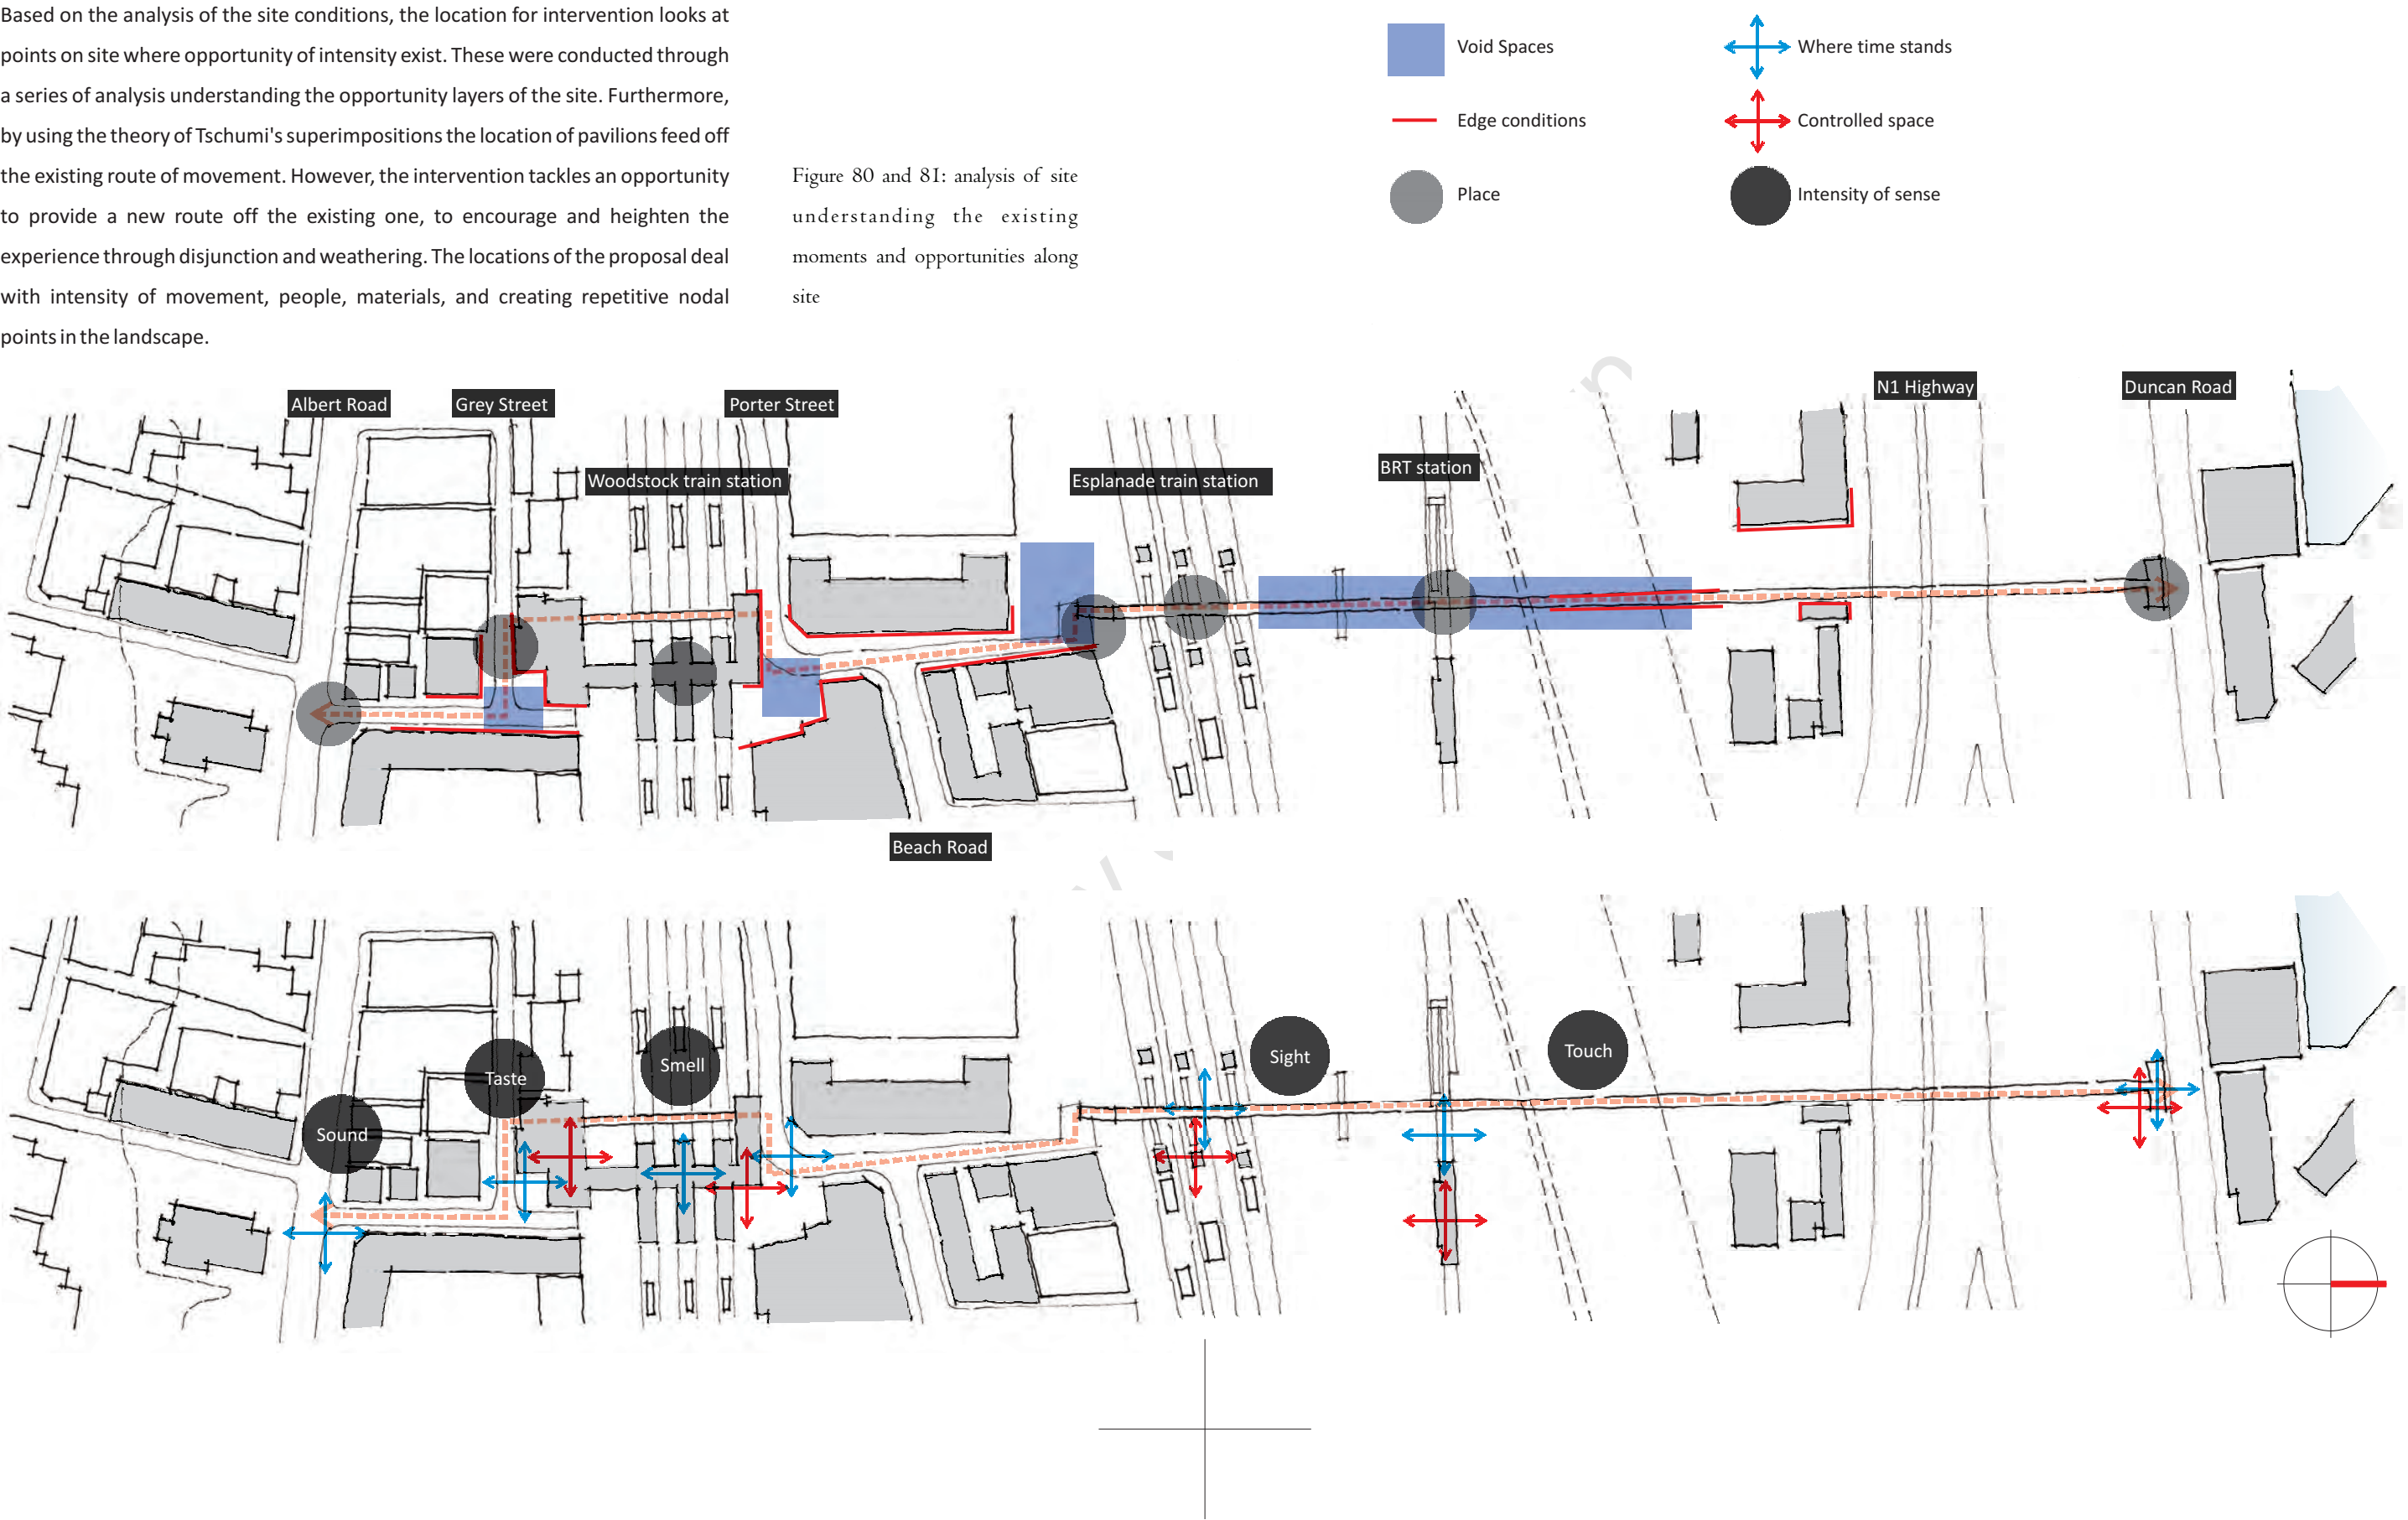 Based on the analysis of the site conditions, the location for intervention looks at
points on site where opportunity of intensity exist. These were conducted through
a series of analysis understanding the opportunity layers of the site. Furthermore,
by using the theory of Tschumi's superimpositions the location of pavilions feed off
the existing route of movement. However, the intervention tackles an opportunity
to provide a new route off the existing one, to encourage and heighten the
experience through disjunction and weathering. The locations of the proposal deal
with intensity of movement, people, materials, and creating repetitive nodal
points in the landscape.
Figure 80 and 81: analysis of site
understanding the existing
moments and opportunities along
site
Void Spaces
Edge conditions
Place
Where time stands
Controlled space
Intensity of sense
Albert Road
Grey Street
Porter Street
N1 Highway
Duncan Road
Woodstock train station
Esplanade train station
BRT station
Beach Road
Sound
Taste
Smell
Sight
Touch